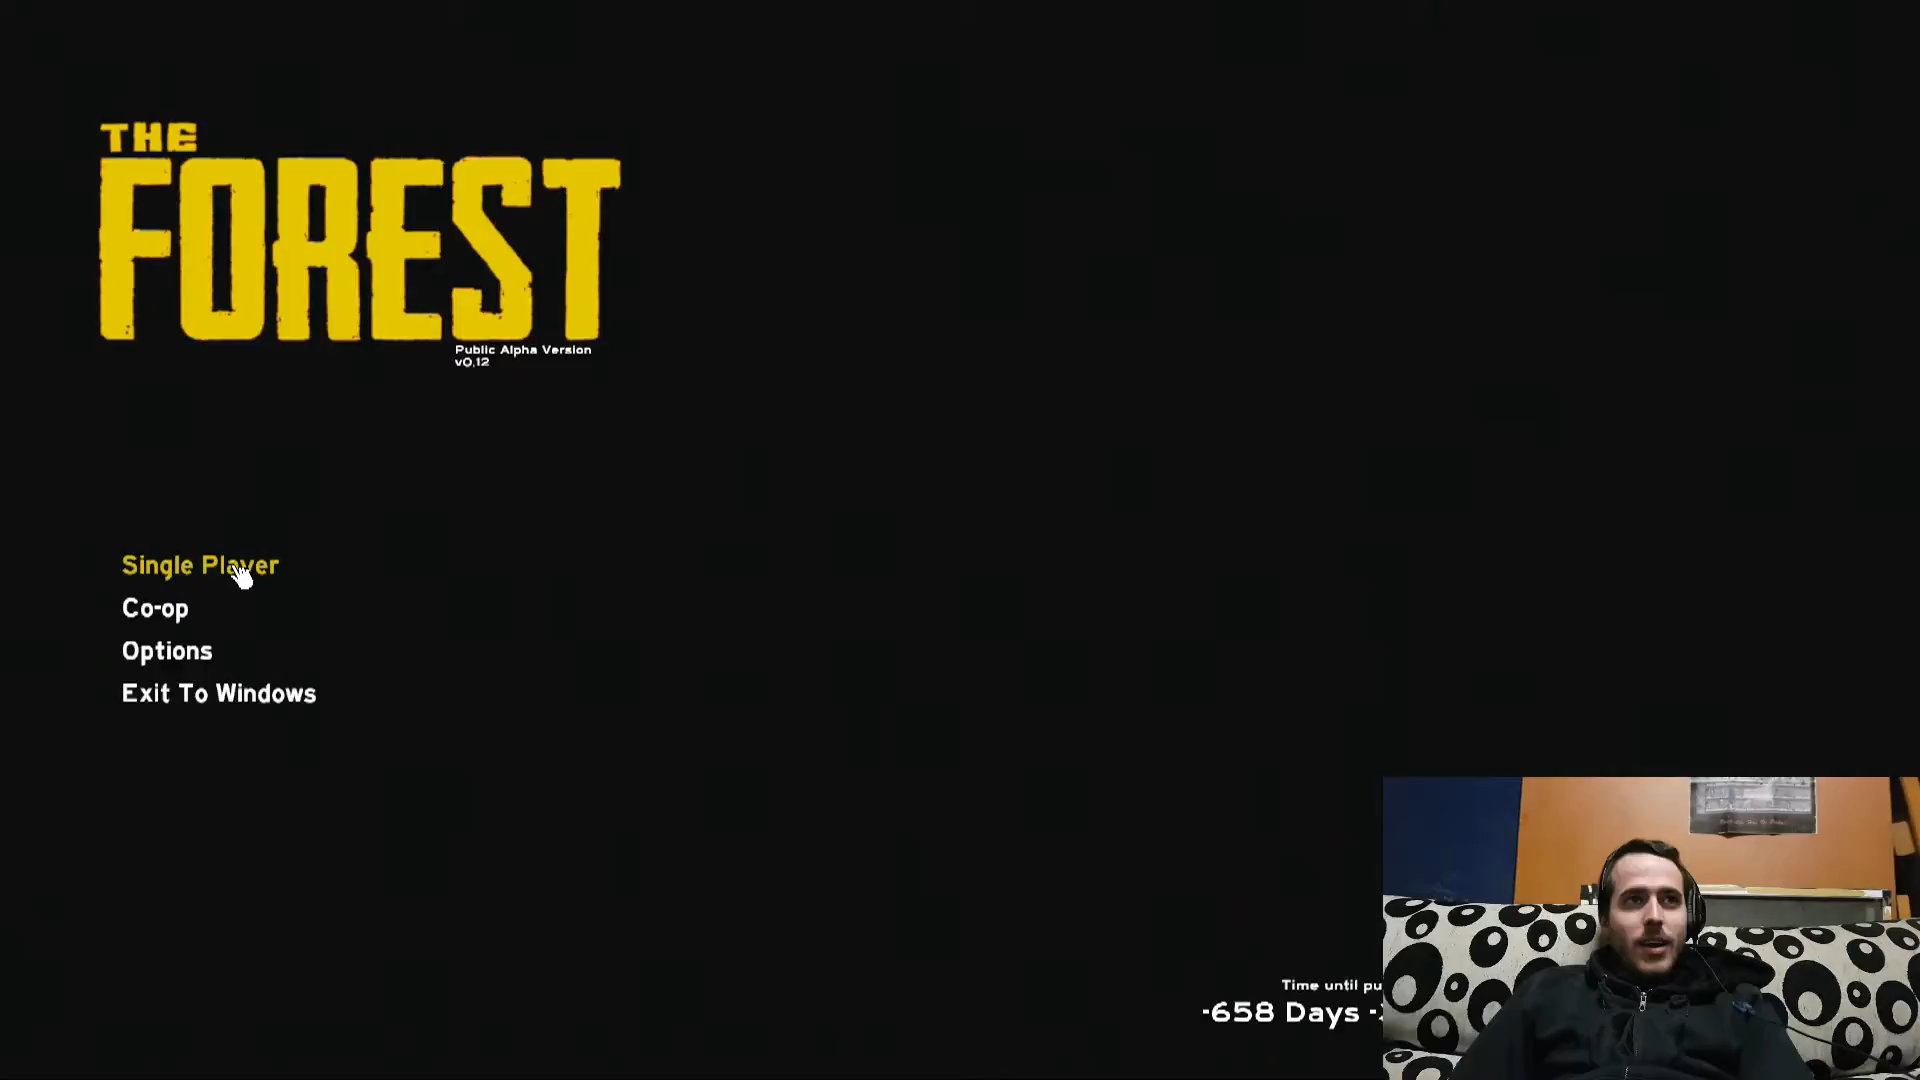 THE
FOREST
Public Alpha Version
v0.12
Single Player
Co-op
Options
Exit To Windows
Time until pu
-658 Days